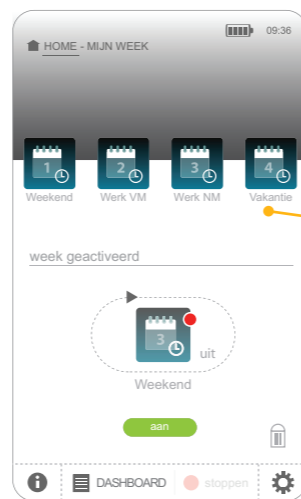 09:36
HOME - MIJN WEEK
1 2 3 4
Weekend Werk VM Werk NM Vakantie
week geactiveerd
3
uit
Weekend
aan
DASHBOARD stoppen